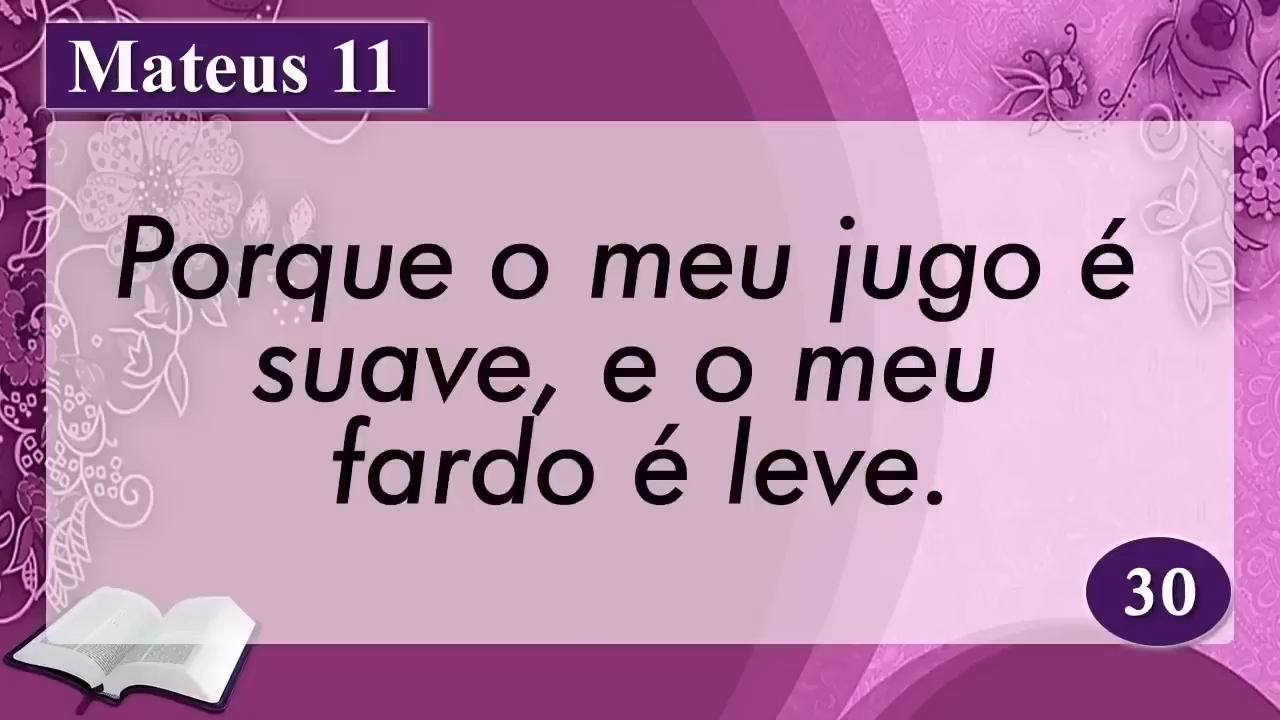 Mateus 11
Porque o meu jugo é
suave, e o meu
fardo é leve.
30